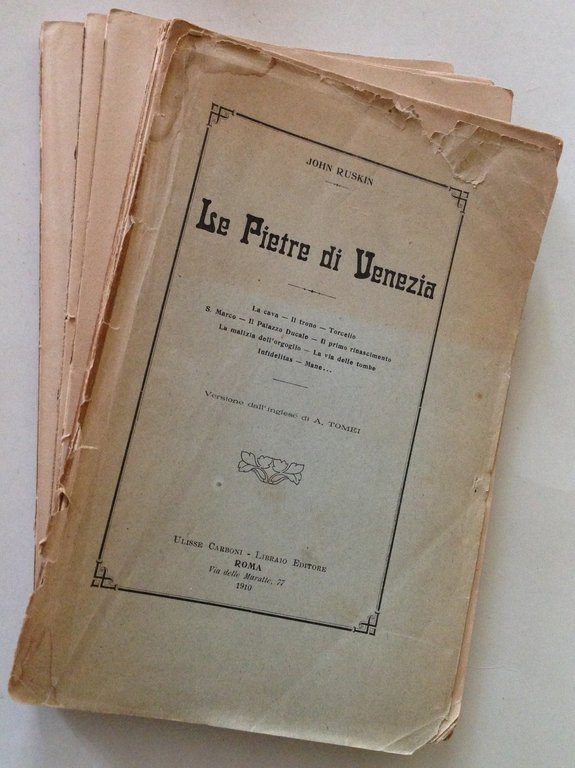 JOHN RUSKIN
Le Pietre di Venezia
La cava — Il trono — Torcello
S. Marco — Il Palazzo Ducale — Il primo rinascimento
La malizia dell'orgoglio — La via delle tombe
Infidelitas — Mane...
Versione dall'inglese di A. TOMEI
ULISSE CARBONI - LIBRAIO EDITORE
ROMA
Via delle Muratte, 77
1910